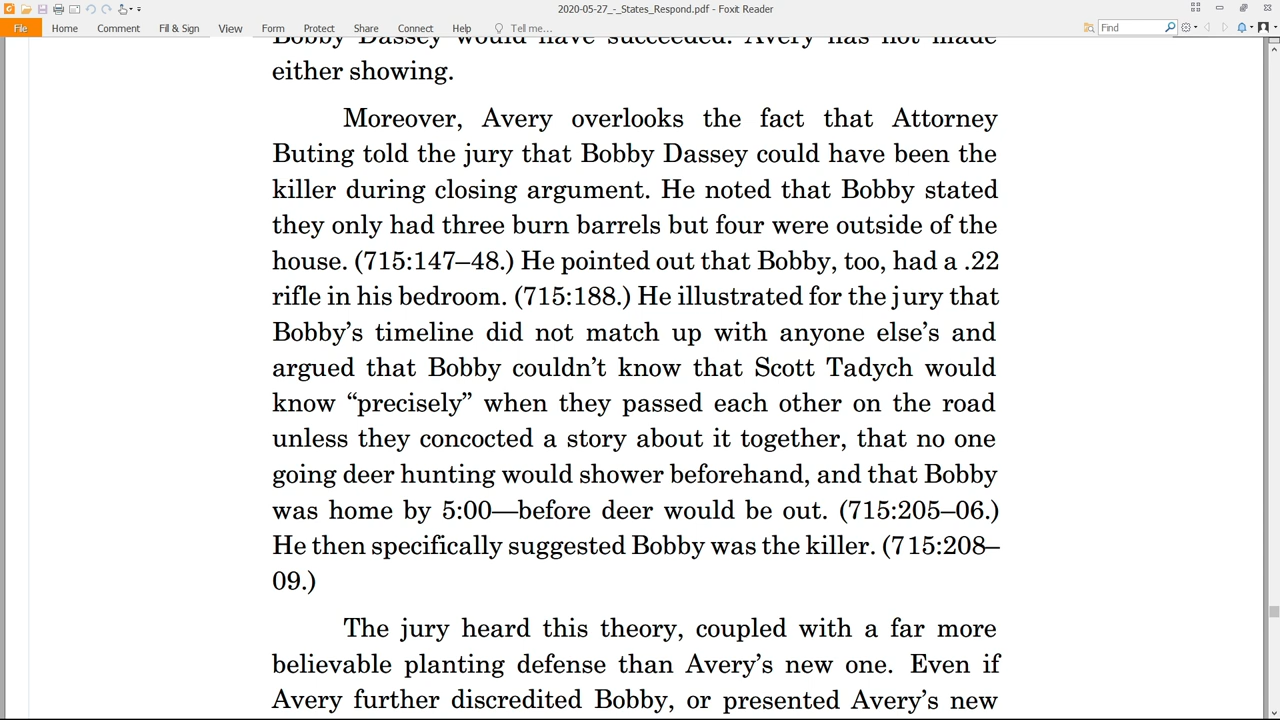 2020-05-27_-_States_Respond.pdf - Foxit Reader
File Home Comment Fill & Sign View Form Protect Share Connect Help Tell me... Find
Bobby Dassey would have succeeded. Avery has not made
either showing.
Moreover, Avery overlooks the fact that Attorney
Buting told the jury that Bobby Dassey could have been the
killer during closing argument. He noted that Bobby stated
they only had three burn barrels but four were outside of the
house. (715:147–48.) He pointed out that Bobby, too, had a .22
rifle in his bedroom. (715:188.) He illustrated for the jury that
Bobby’s timeline did not match up with anyone else’s and
argued that Bobby couldn’t know that Scott Tadych would
know “precisely” when they passed each other on the road
unless they concocted a story about it together, that no one
going deer hunting would shower beforehand, and that Bobby
was home by 5:00—before deer would be out. (715:205–06.)
He then specifically suggested Bobby was the killer. (715:208–
09.)
The jury heard this theory, coupled with a far more
believable planting defense than Avery’s new one. Even if
Avery further discredited Bobby, or presented Avery’s new